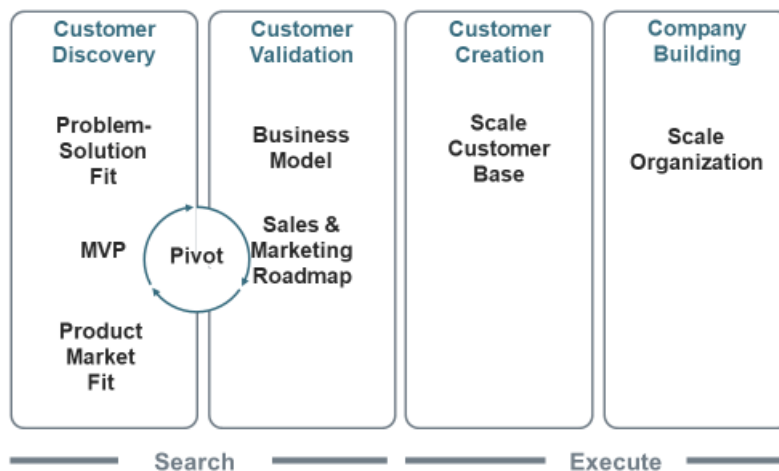 Customer
Discovery
Problem-
Solution
Fit
MVP
Product
Market
Fit
Pivot
Customer
Validation
Business
Model
Sales &
Marketing
Roadmap
Customer
Creation
Scale
Customer
Base
Company
Building
Scale
Organization
Search
Execute